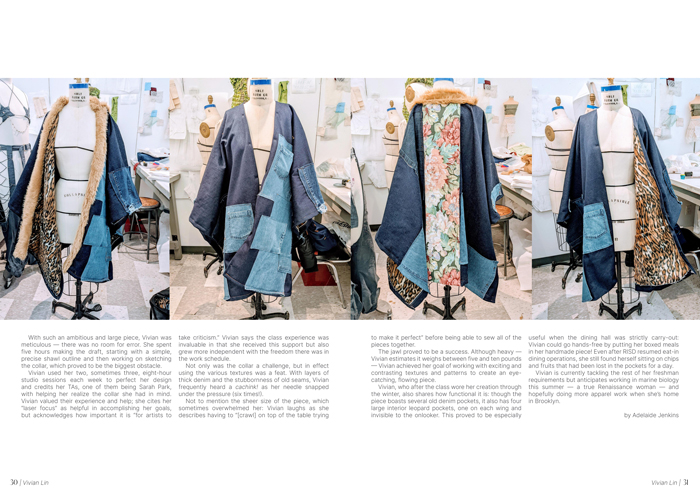 With such an ambitious and large piece, Vivian was
meticulous — there was no room for error. She spent
five hours making the draft, starting with a simple,
precise shawl outline and then working on sketching
the collar, which proved to be the biggest obstacle.
Vivian used her two, sometimes three, eight-hour
studio sessions each week to perfect her design
and credits her TAs, one of them being Sarah Park,
with helping her realize the collar she had in mind.
Vivian valued their experience and help; she cites her
"laser focus" as helpful in accomplishing her goals,
but acknowledges how important it is "for artists to
take criticism." Vivian says the class experience was
invaluable in that she received this support but also
grew more independent with the freedom there was in
the work schedule.
Not only was the collar a challenge, but in effect
using the various textures was a feat. With layers of
thick denim and the stubbornness of old seams, Vivian
frequently heard a cachink! as her needle snapped
under the pressure (six times!).
Not to mention the sheer size of the piece, which
sometimes overwhelmed her: Vivian laughs as she
describes having to "[crawl] on top of the table trying
to make it perfect" before being able to sew all of the
pieces together.
The jawl proved to be a success. Although heavy —
Vivian estimates it weighs between five and ten pounds
— Vivian achieved her goal of working with exciting and
contrasting textures and patterns to create an eye-
catching, flowing piece.
Vivian, who after the class wore her creation through
the winter, also shares how functional it is: though the
piece boasts several old denim pockets, it also has four
large interior leopard pockets, one on each wing and
invisible to the onlooker. This proved to be especially
useful when the dining hall was strictly carry-out:
Vivian could go hands-free by putting her boxed meals
in her handmade piece! Even after RISD resumed eat-in
dining operations, she still found herself sitting on chips
and fruits that had been lost in the pockets for a day.
Vivian is currently tackling the rest of her freshman
requirements but anticipates working in marine biology
this summer — a true Renaissance woman — and
hopefully doing more apparel work when she's home
in Brooklyn.
by Adelaide Jenkins
30 | Vivian Lin
Vivian Lin | 31